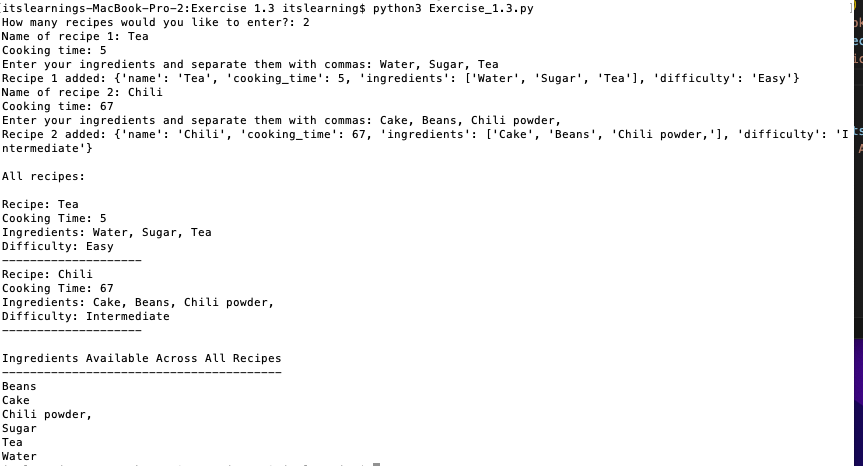 [itslearnings-MacBook-Pro-2:Exercise 1.3 itslearning$ python3 Exercise_1.3.py ]
How many recipes would you like to enter?: 2
Name of recipe 1: Tea
Cooking time: 5
Enter your ingredients and separate them with commas: Water, Sugar, Tea
Recipe 1 added: {'name': 'Tea', 'cooking_time': 5, 'ingredients': ['Water', 'Sugar', 'Tea'], 'difficulty': 'Easy'}
Name of recipe 2: Chili
Cooking time: 67
Enter your ingredients and separate them with commas: Cake, Beans, Chili powder,
Recipe 2 added: {'name': 'Chili', 'cooking_time': 67, 'ingredients': ['Cake', 'Beans', 'Chili powder,'], 'difficulty': 'I
ntermediate'}
All recipes:
Recipe: Tea
Cooking Time: 5
Ingredients: Water, Sugar, Tea
Difficulty: Easy
--------------------
Recipe: Chili
Cooking Time: 67
Ingredients: Cake, Beans, Chili powder,
Difficulty: Intermediate
--------------------
Ingredients Available Across All Recipes
----------------------------------------
Beans
Cake
Chili powder,
Sugar
Tea
Water